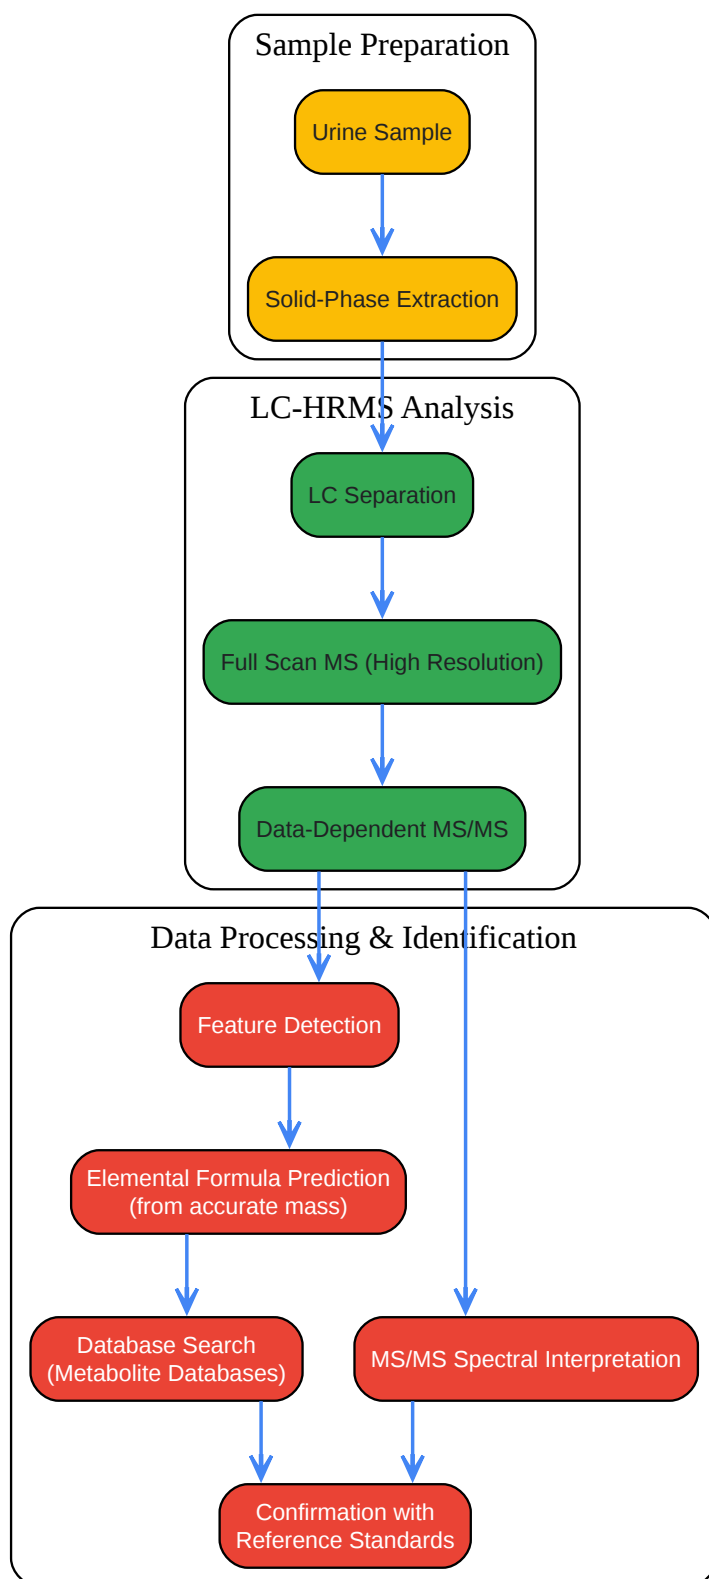 Sample Preparation
Urine Sample
Solid-Phase Extraction
LC-HRMS Analysis
LC Separation
Full Scan MS (High Resolution)
Data-Dependent MS/MS
Data Processing & Identification
Feature Detection
Elemental Formula Prediction
(from accurate mass)
Database Search
(Metabolite Databases)
MS/MS Spectral Interpretation
Confirmation with
Reference Standards